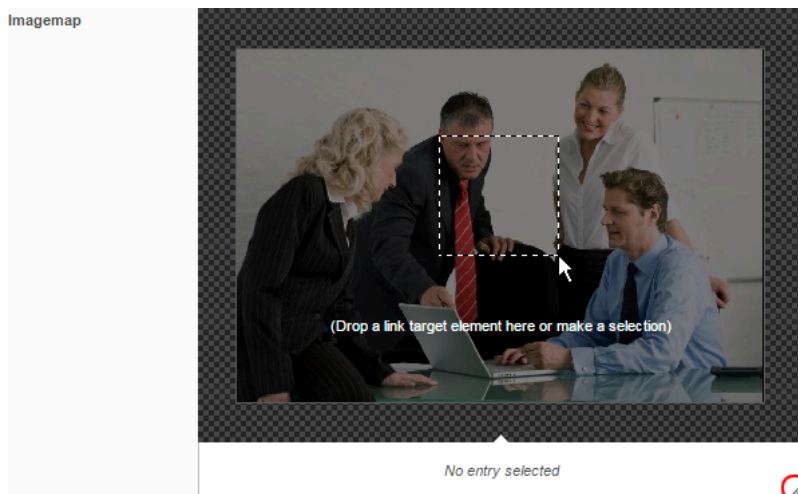 Imagemap
(Drop a link target element here or make a selection)
No entry selected